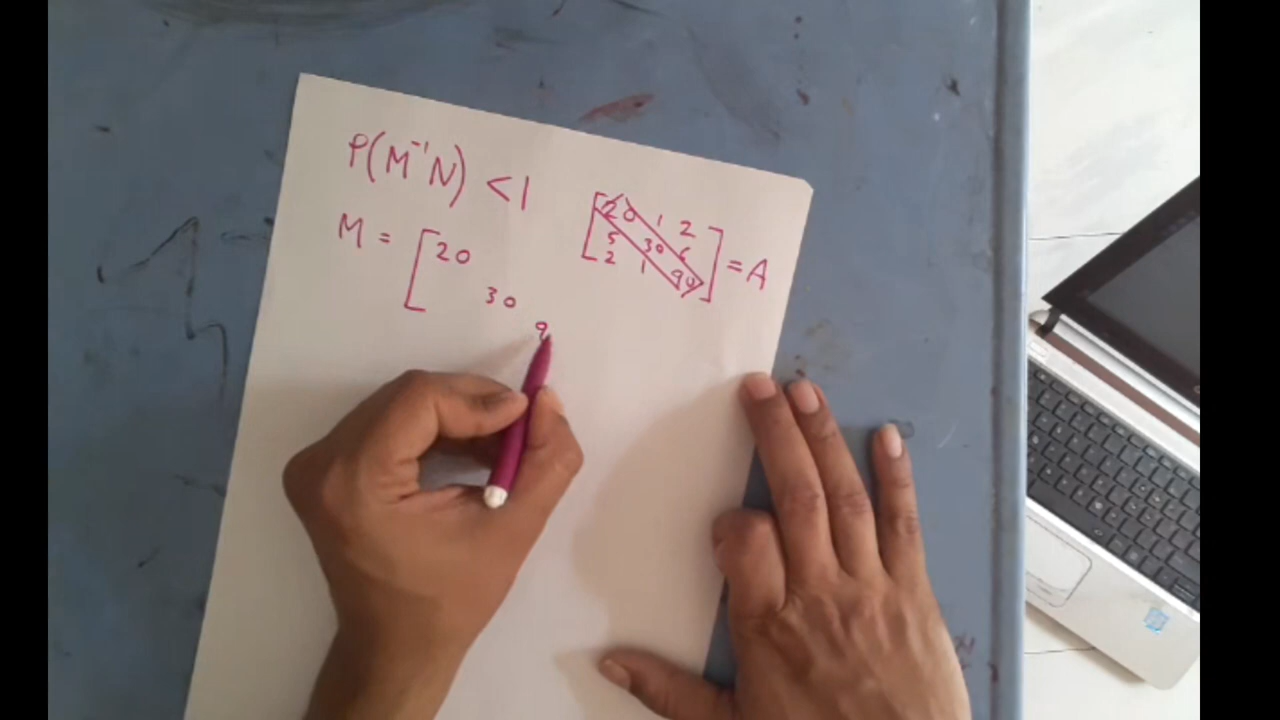 P(M⁻¹N) < 1
[20 1 2
5 30 6
2 1 90] = A
M = [20
30
9